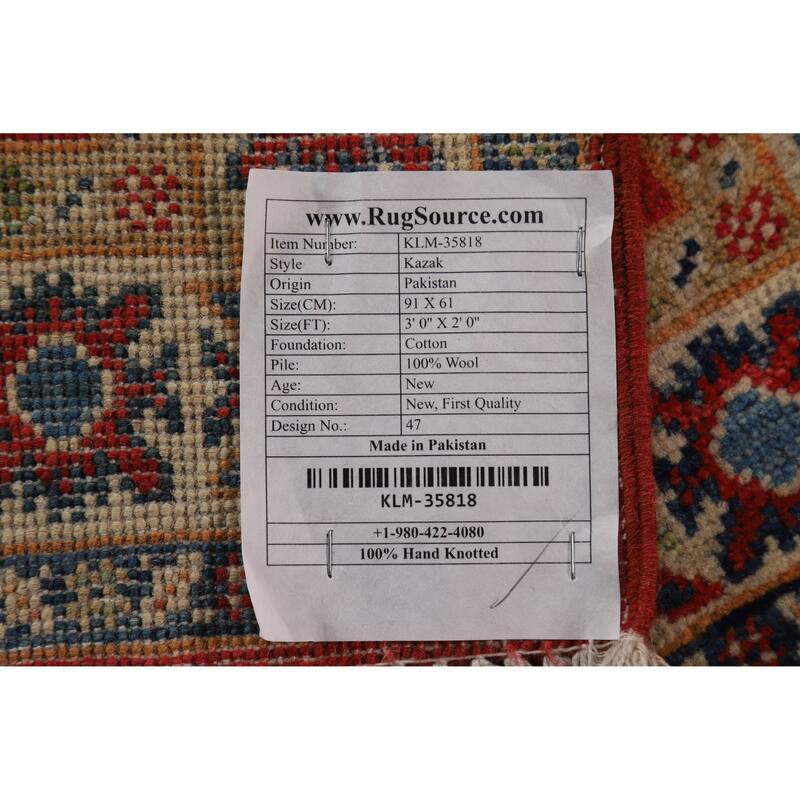 www.RugSource.com
Item Number: KLM-35818
Style Kazak
Origin Pakistan
Size(CM): 91 X 61
Size(FT): 3' 0" X 2' 0"
Foundation: Cotton
Pile: 100% Wool
Age: New
Condition: New, First Quality
Design No.: 47
Made in Pakistan
KLM-35818
+1-980-422-4080
100% Hand Knotted